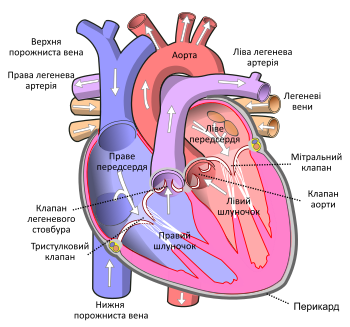 Верхня
порожниста вена
Аорта
Ліва легенева
артерія
Права легенева
артерія
Легеневі
вени
Ліве
передсердя
Праве
передсердя
Мітральний
клапан
Клапан
аорти
Лівий
шлуночок
Клапан
легеневого
стовбура
Правий
шлуночок
Тристулковий
клапан
Нижня
порожниста вена
Перикард